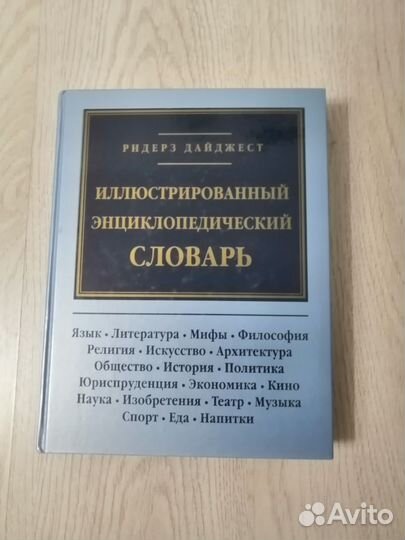 РИДЕРЗ ДАЙДЖЕСТ
ИЛЛЮСТРИРОВАННЫЙ
ЭНЦИКЛОПЕДИЧЕСКИЙ
СЛОВАРЬ
Язык • Литература • Мифы • Философия
Религия • Искусство • Архитектура
Общество • История • Политика
Юриспруденция • Экономика • Кино
Наука • Изобретения • Театр • Музыка
Спорт • Еда • Напитки
Avito